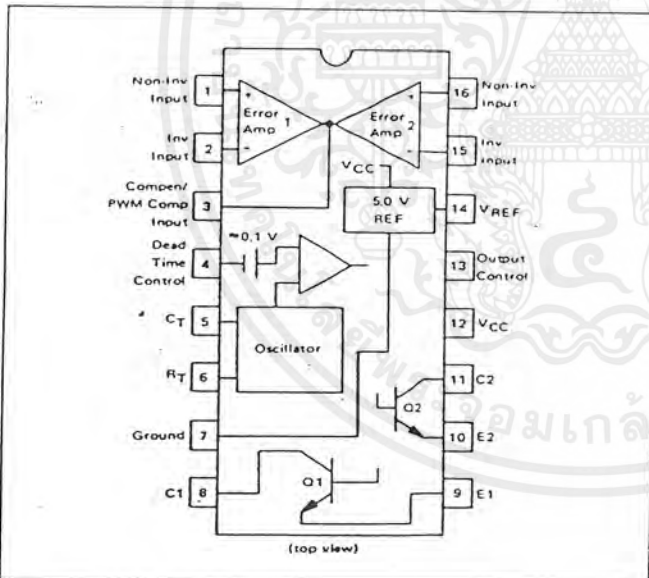 Non-Inv
Input
1
+
Error
Amp
1
Inv
Input
2
-
Compen/
PWM Comp
Input
3
Dead
Time
Control
4
≈0.1 V
CT
5
Oscillator
RT
6
Ground
7
C1
8
Q1
+
Error
Amp
2
-
16
Non-Inv
Input
15
Inv
Input
VCC
5.0 V
REF
14
VREF
13
Output
Control
12
VCC
11
C2
Q2
10
E2
9
E1
(top view)